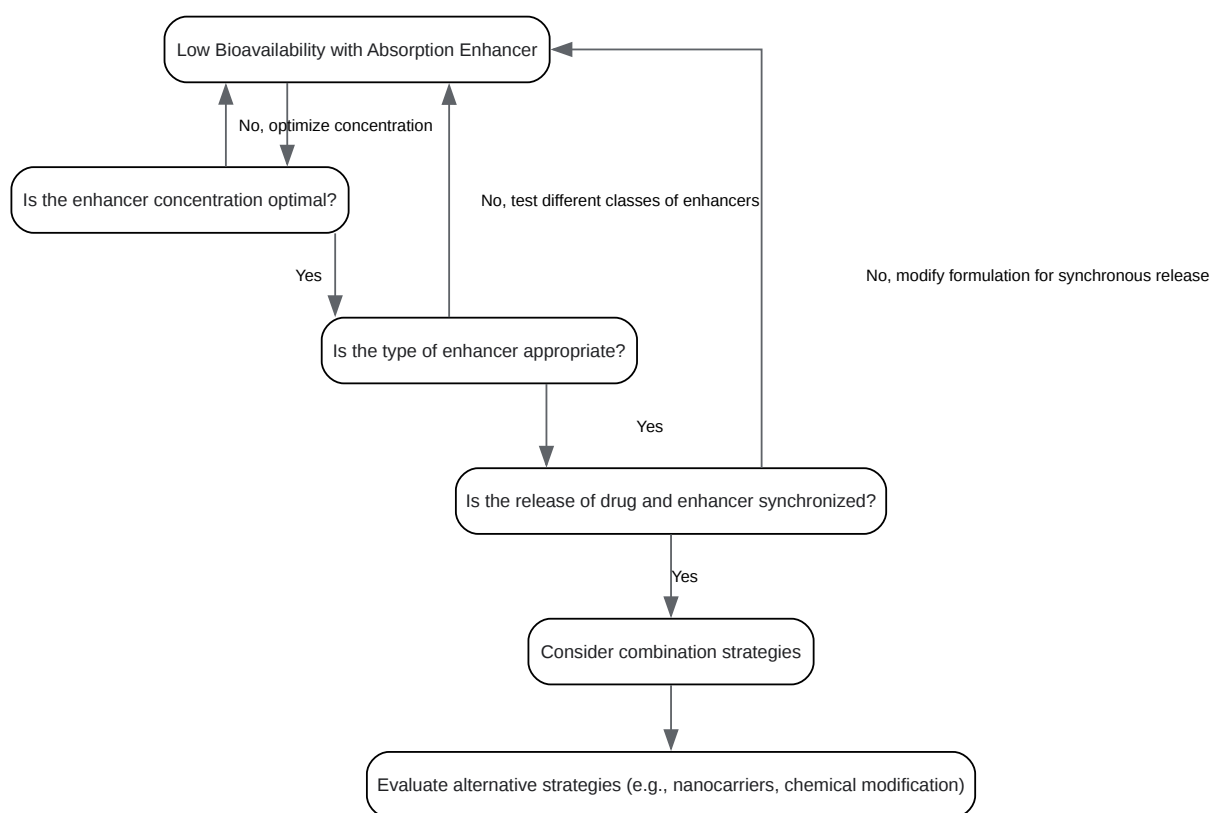 Low Bioavailability with Absorption Enhancer
No, optimize concentration
Is the enhancer concentration optimal?
No, test different classes of enhancers
Yes
No, modify formulation for synchronous release
Is the type of enhancer appropriate?
Yes
Is the release of drug and enhancer synchronized?
Yes
Consider combination strategies
Evaluate alternative strategies (e.g., nanocarriers, chemical modification)